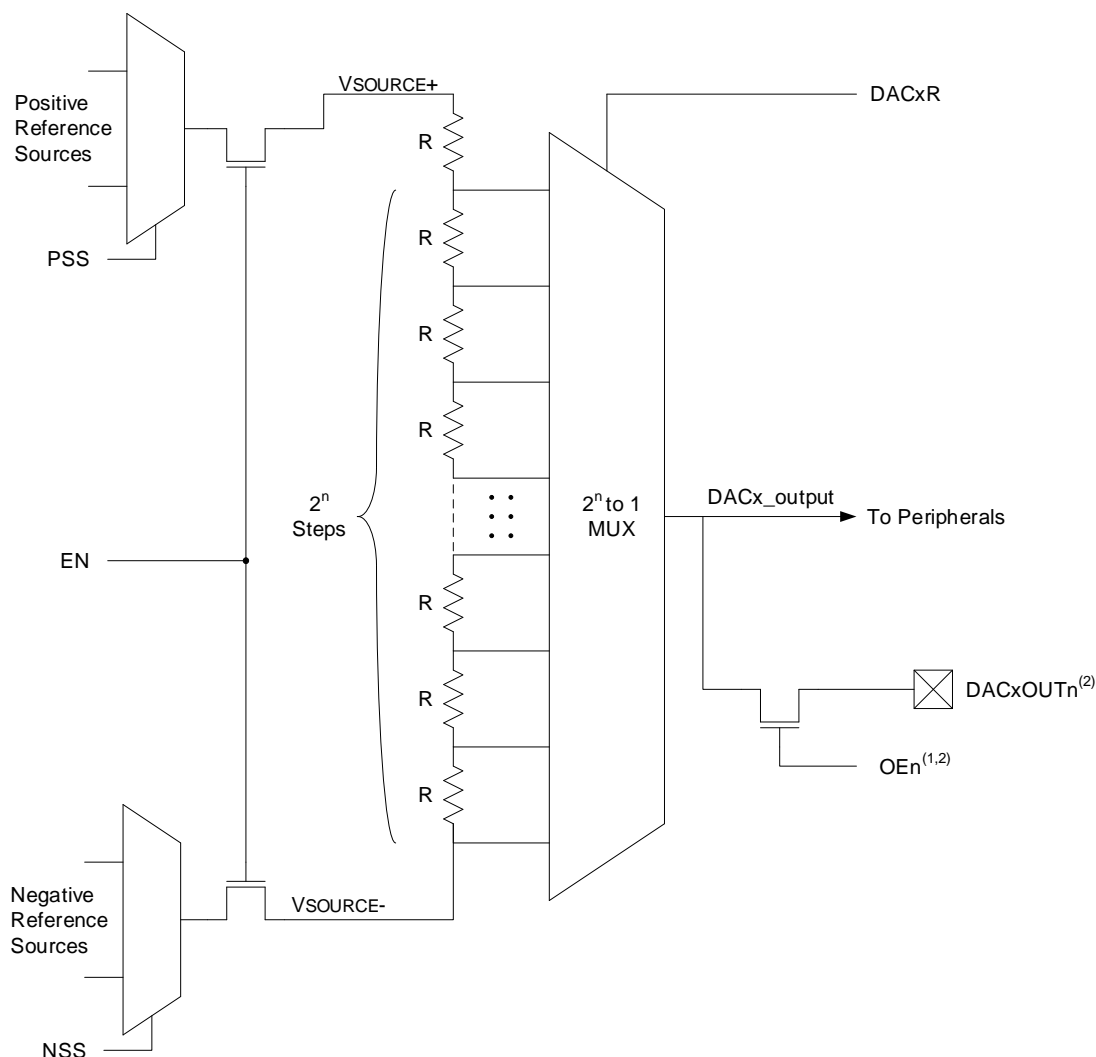 VSOURCE+
DACxR
Positive
Reference
Sources
R
R
PSS
R
R
2ⁿ
Steps
2ⁿ to 1
MUX
DACx_output
To Peripherals
EN
R
R
DACxOUTn⁽²⁾
OEn⁽¹,²⁾
R
Negative
Reference
Sources
VSOURCE-
NSS